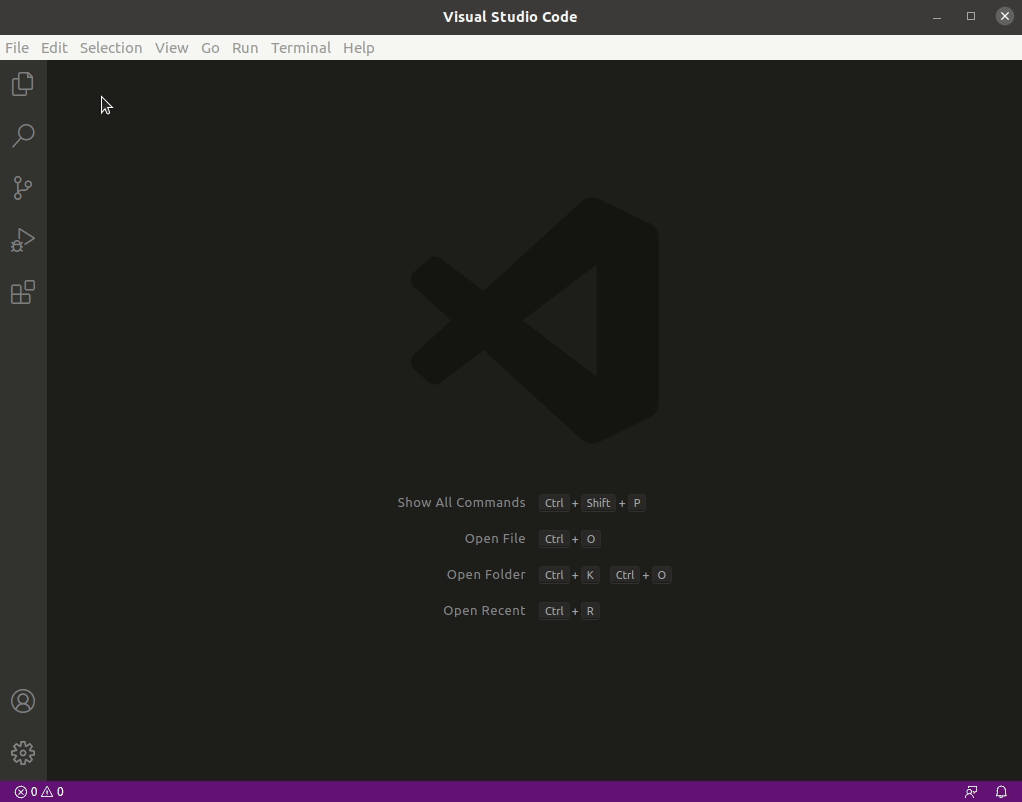 Visual Studio Code
File Edit Selection View Go Run Terminal Help
Show All Commands Ctrl + Shift + P
Open File Ctrl + O
Open Folder Ctrl + K Ctrl + O
Open Recent Ctrl + R
0 0